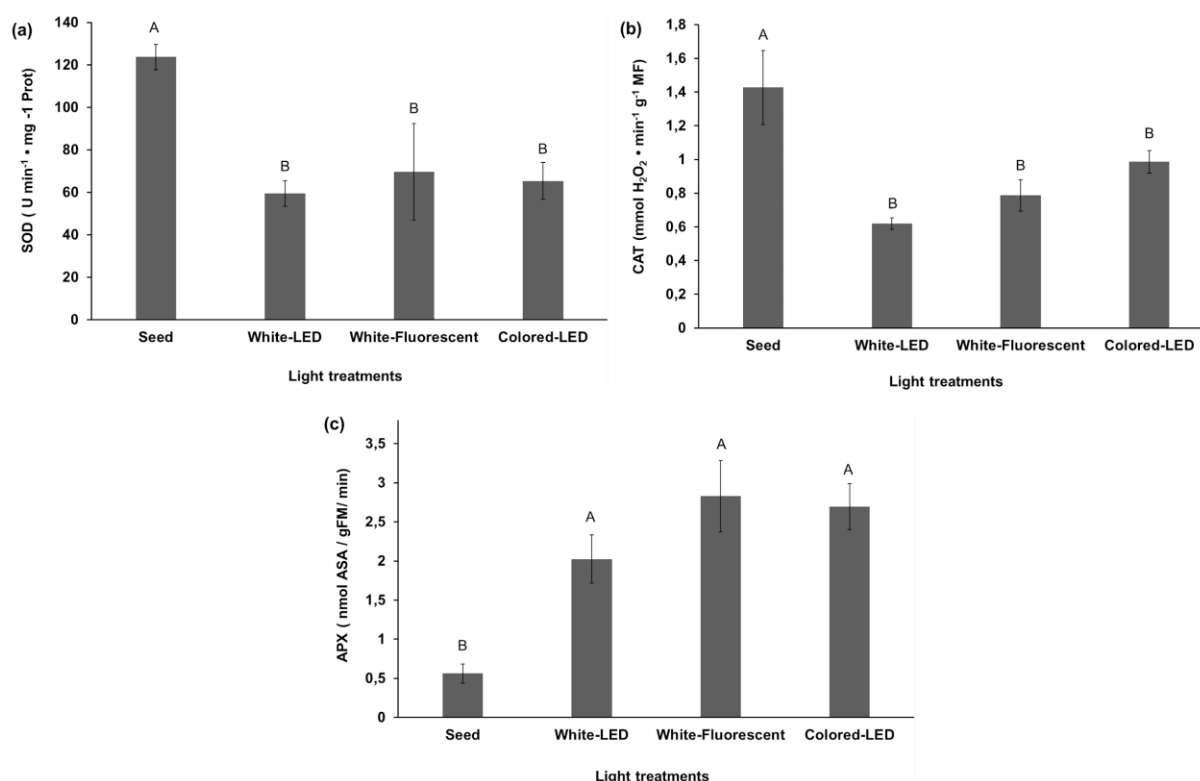 (a)
SOD ( U min⁻¹ • mg -1 Prot)
140
120
100
80
60
40
20
0
A
B
B
B
Seed
White-LED
White-Fluorescent
Colored-LED
Light treatments
(b)
CAT (mmol H₂O₂ • min⁻¹ g⁻¹ MF)
1,8
1,6
1,4
1,2
1
0,8
0,6
0,4
0,2
0
A
B
B
B
Seed
White-LED
White-Fluorescent
Colored-LED
Light treatments
(c)
APX ( nmol ASA / gFM/ min)
3,5
3
2,5
2
1,5
1
0,5
0
B
A
A
A
Seed
White-LED
White-Fluorescent
Colored-LED
Light treatments